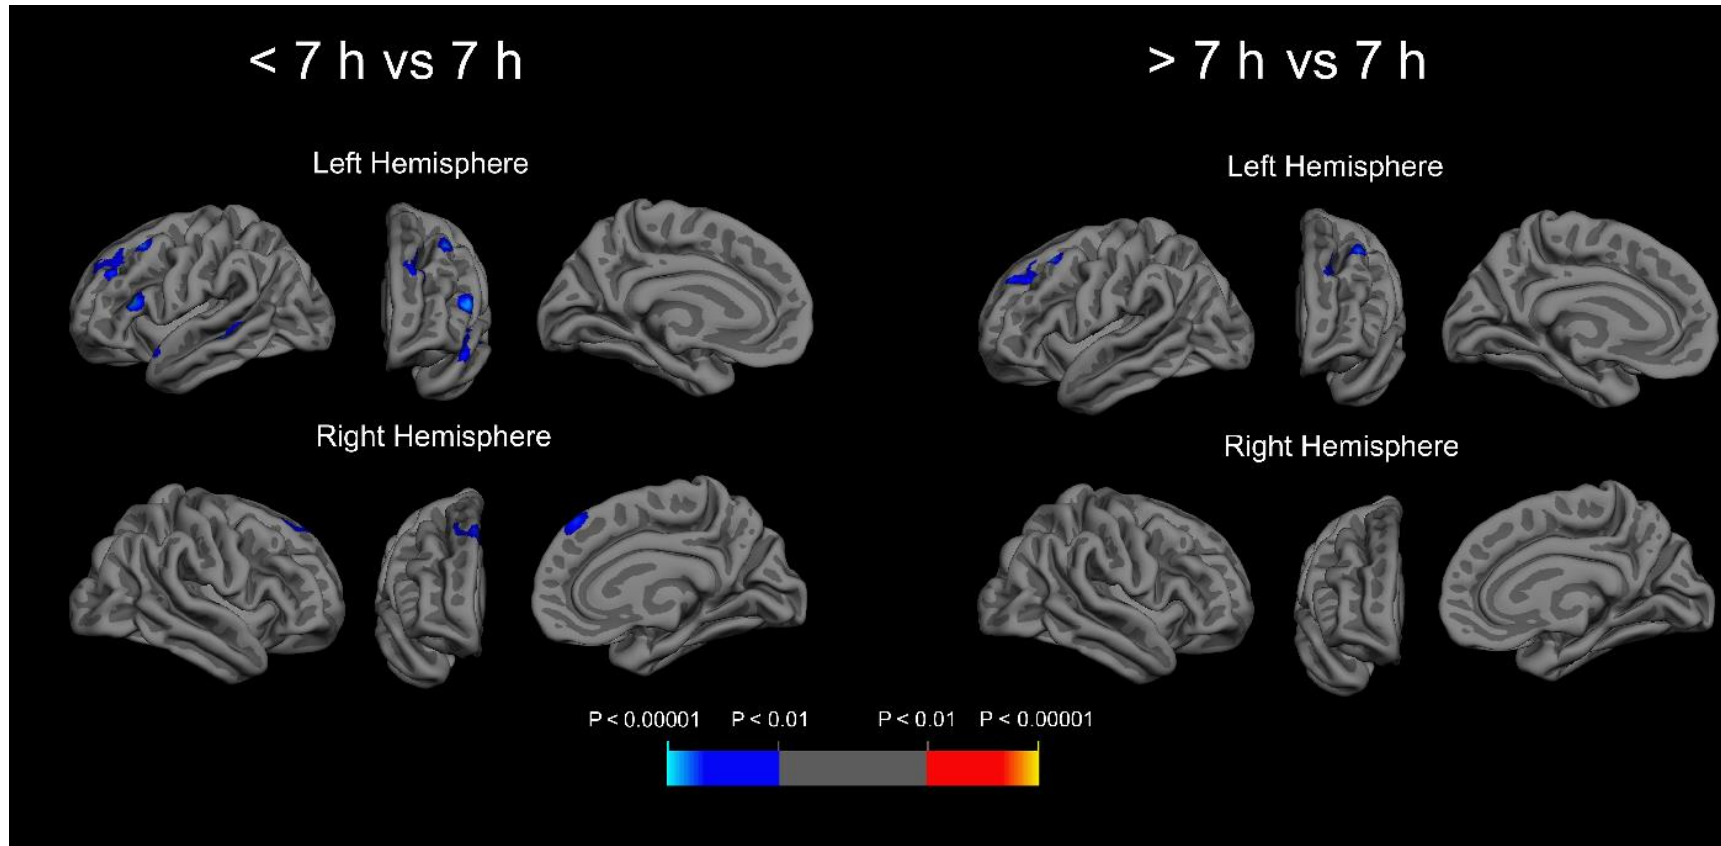 < 7 h vs 7 h
> 7 h vs 7 h
Left Hemisphere
Left Hemisphere
Right Hemisphere
Right Hemisphere
P < 0.00001 P < 0.01 P < 0.01 P < 0.00001